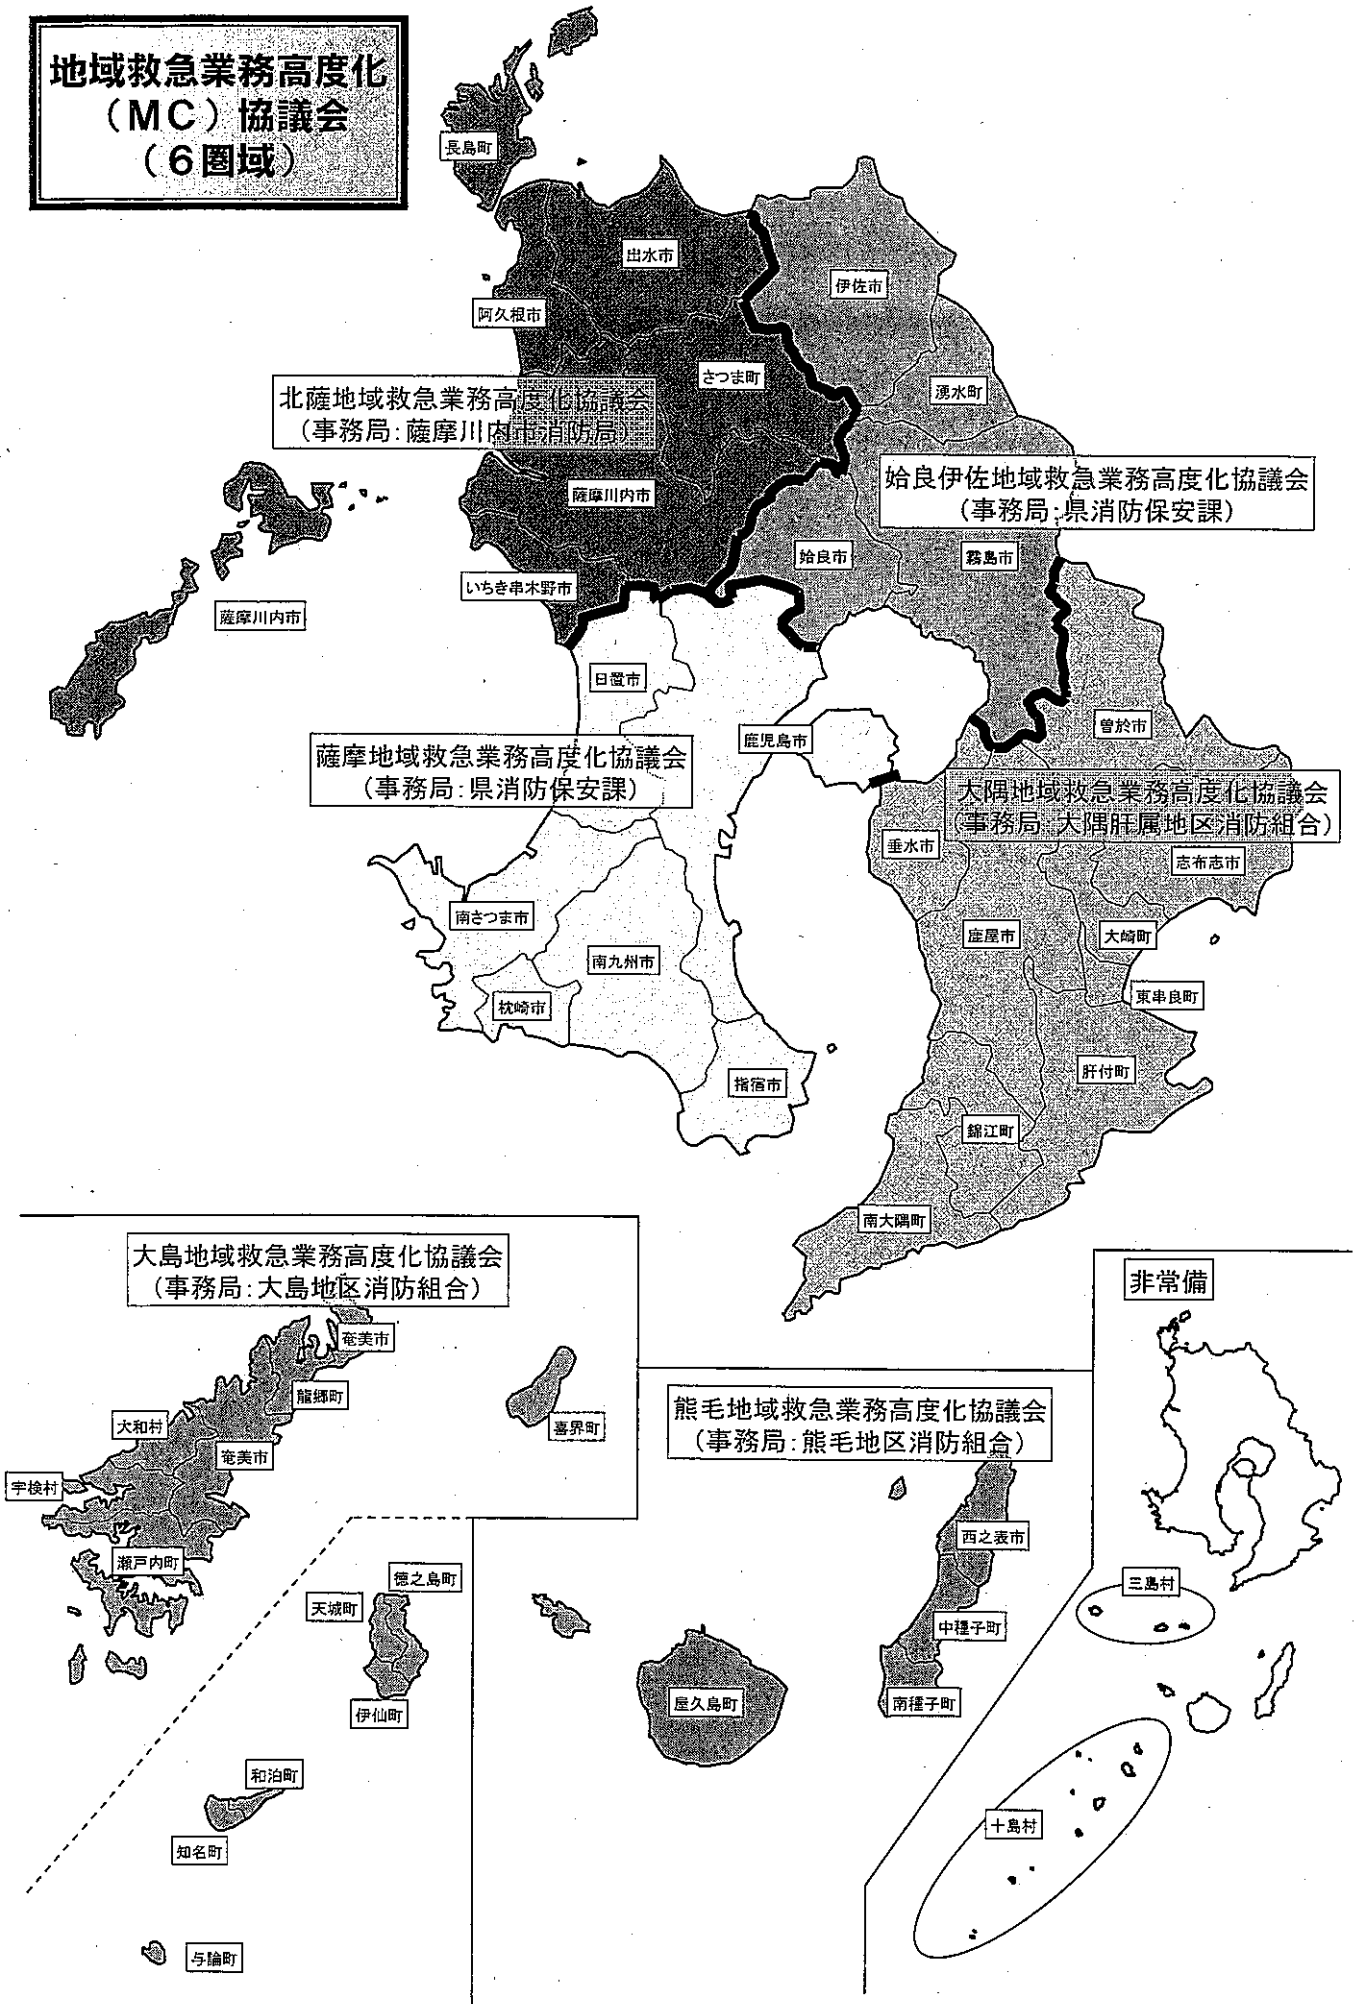 地域救急業務高度化
（ＭＣ）協議会
（６圏域）
長島町
出水市
伊佐市
阿久根市
さつま町
湧水町
北薩地域救急業務高度化協議会
（事務局：薩摩川内市消防局）
姶良伊佐地域救急業務高度化協議会
（事務局：県消防保安課）
薩摩川内市
姶良市
霧島市
いちき串木野市
薩摩川内市
日置市
曽於市
鹿児島市
薩摩地域救急業務高度化協議会
（事務局：県消防保安課）
大隅地域救急業務高度化協議会
（事務局：大隅肝属地区消防組合）
垂水市
志布志市
南さつま市
鹿屋市
大崎町
南九州市
枕崎市
東串良町
肝付町
指宿市
錦江町
南大隅町
大島地域救急業務高度化協議会
（事務局：大島地区消防組合）
非常備
奄美市
龍郷町
喜界町
大和村
奄美市
宇検村
瀬戸内町
熊毛地域救急業務高度化協議会
（事務局：熊毛地区消防組合）
西之表市
徳之島町
天城町
中種子町
三島村
伊仙町
屋久島町
南種子町
和泊町
知名町
十島村
与論町